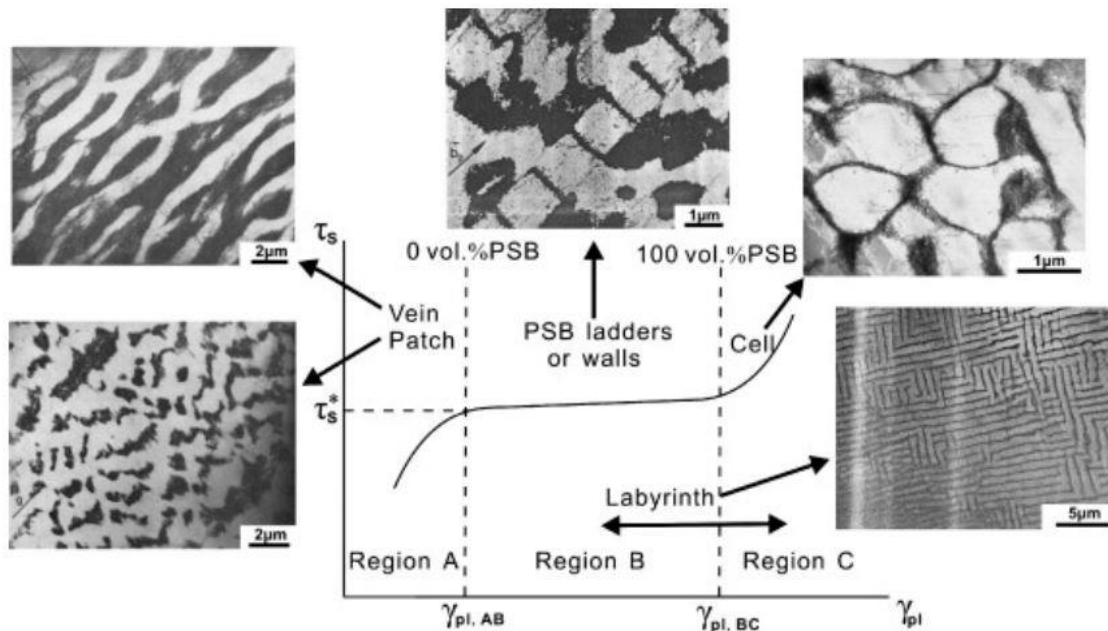 2μm
b
1μm
1μm
τs
0 vol.%PSB
100 vol.%PSB
Vein
Patch
PSB ladders
or walls
Cell
τs*
g
2μm
Labyrinth
5μm
Region A
Region B
Region C
γpl, AB
γpl, BC
γpl